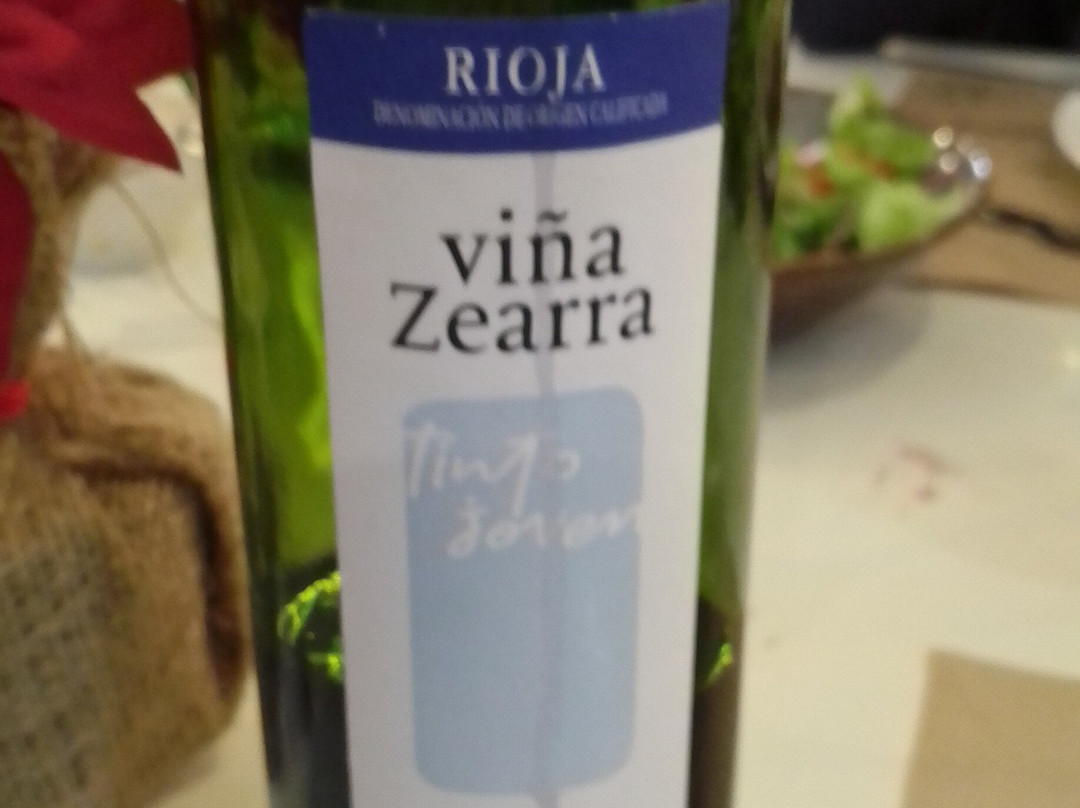 RIOJA
DENOMINACIÓN DE ORIGEN CALIFICADA
viña
Zearra
Tinto
Joven